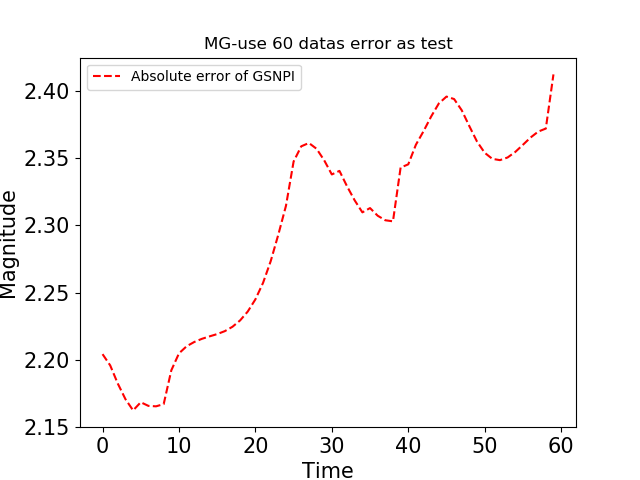 MG-use 60 datas error as test
Absolute error of GSNPI
2.40
2.35
2.30
2.25
2.20
2.15
Magnitude
0 10 20 30 40 50 60
Time